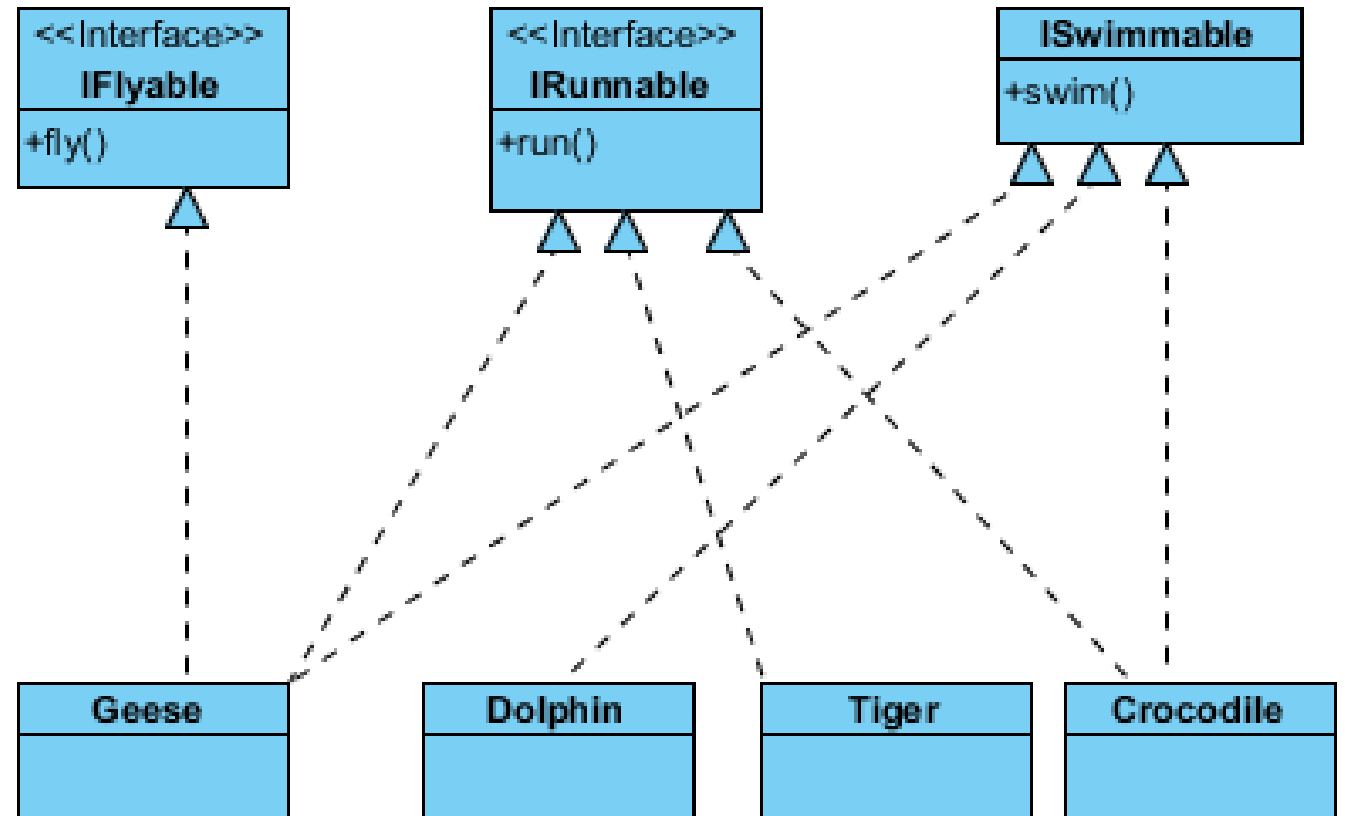 <<Interface>>
IFlyable
+fly()
<<Interface>>
IRunnable
+run()
ISwimmable
+swim()
Geese
Dolphin
Tiger
Crocodile